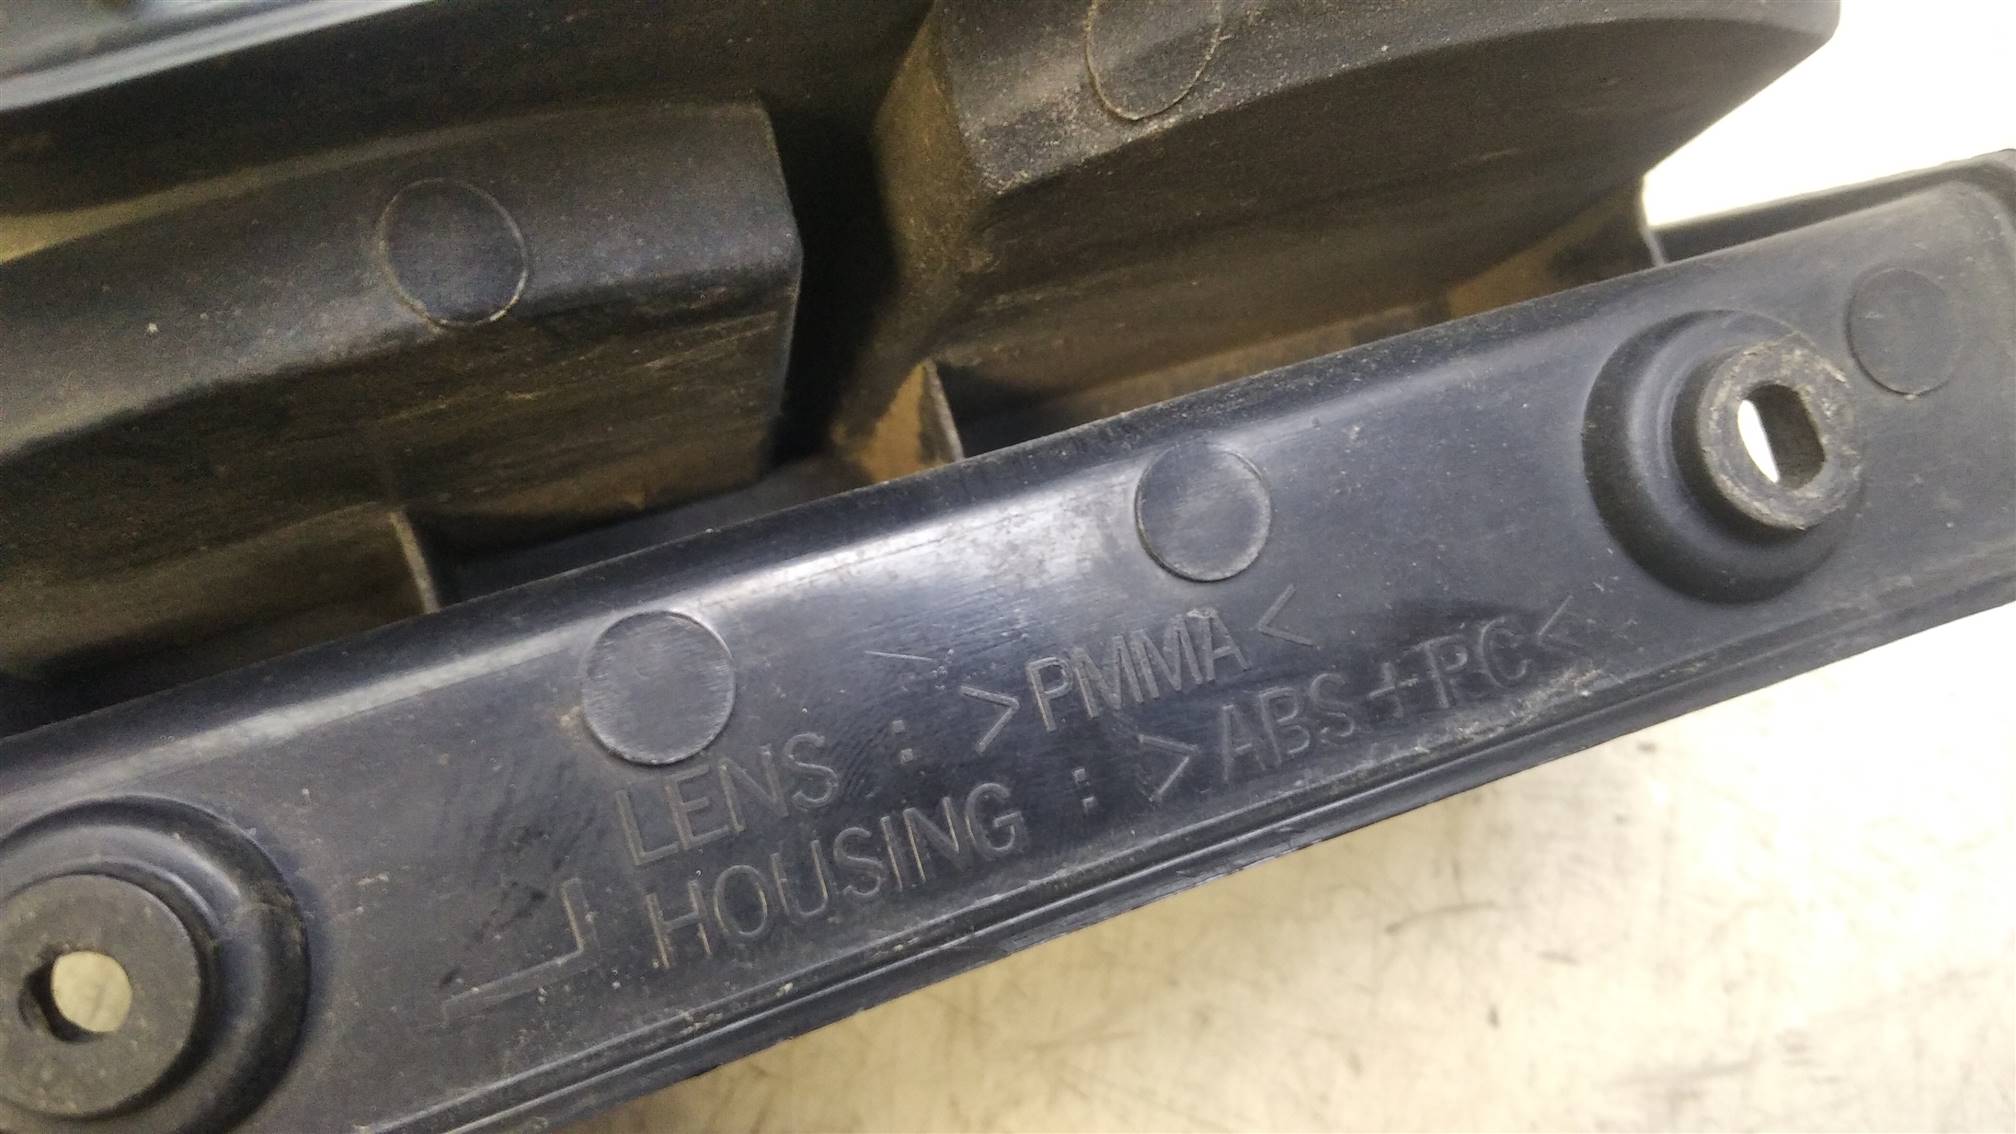 LENS : >PMMA<
HOUSING : >ABS+PC<